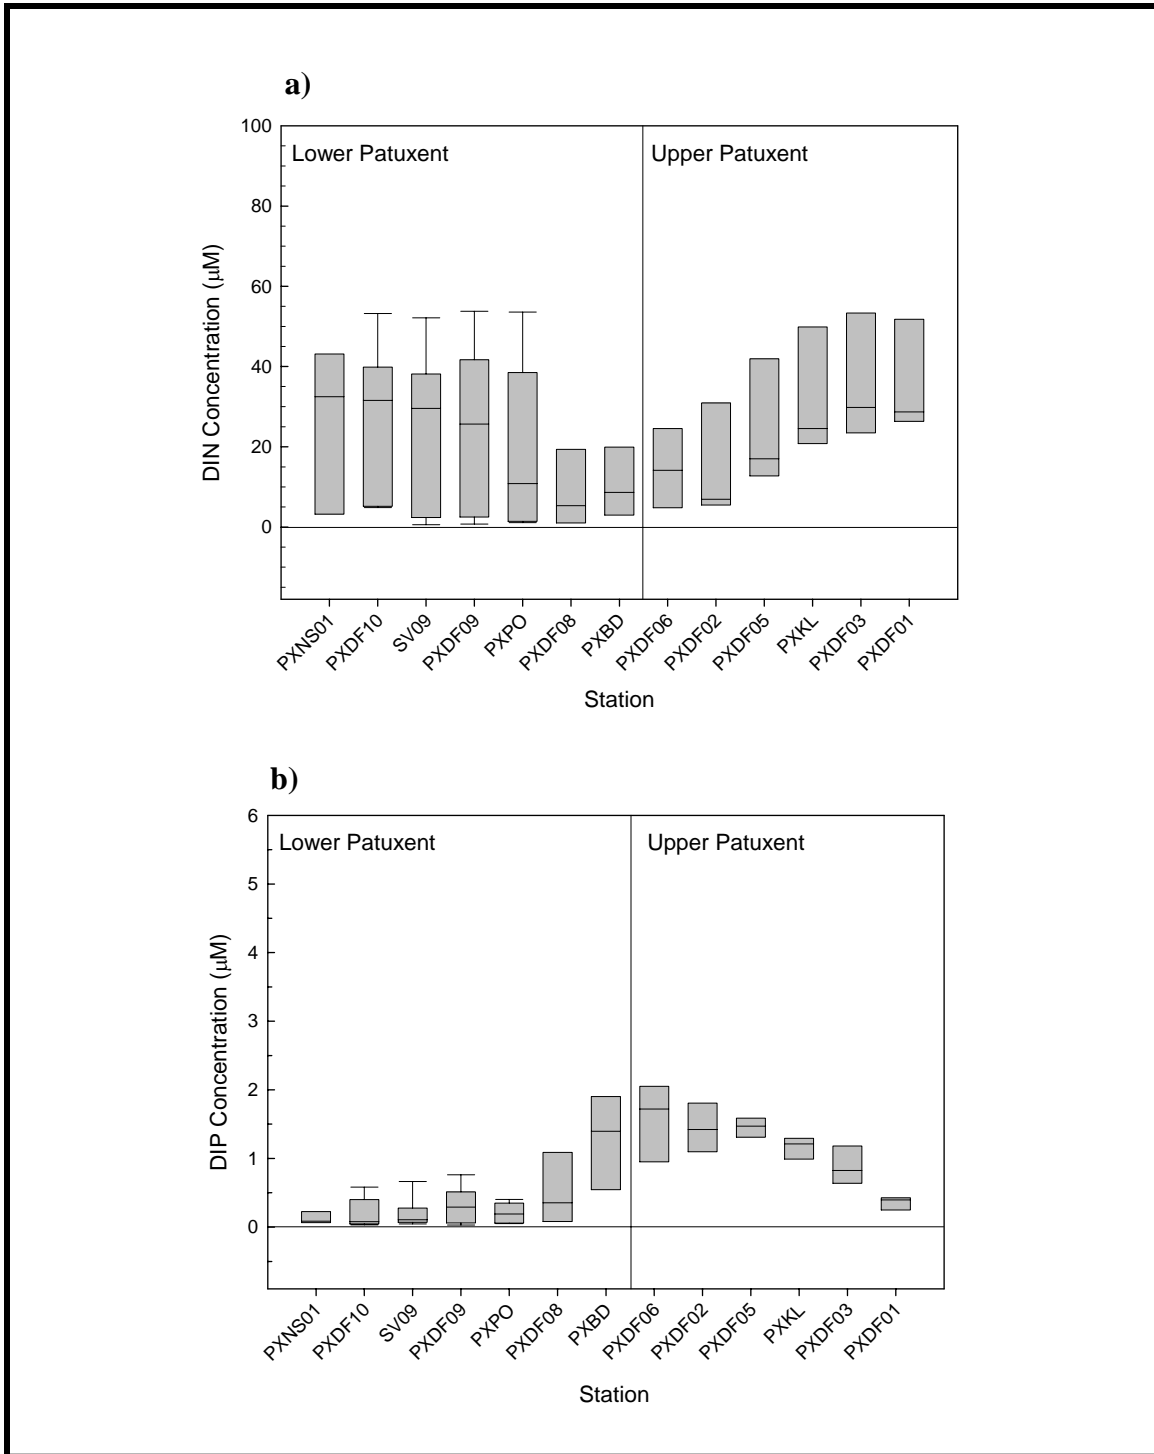 a)
100
80
60
40
20
0
DIN Concentration (μM)
Lower Patuxent
Upper Patuxent
PXNS01
PXDF10
SV09
PXDF09
PXPO
PXDF08
PXBD
PXDF06
PXDF02
PXDF05
PXKL
PXDF03
PXDF01
Station
b)
6
5
4
3
2
1
0
DIP Concentration (μM)
Lower Patuxent
Upper Patuxent
PXNS01
PXDF10
SV09
PXDF09
PXPO
PXDF08
PXBD
PXDF06
PXDF02
PXDF05
PXKL
PXDF03
PXDF01
Station